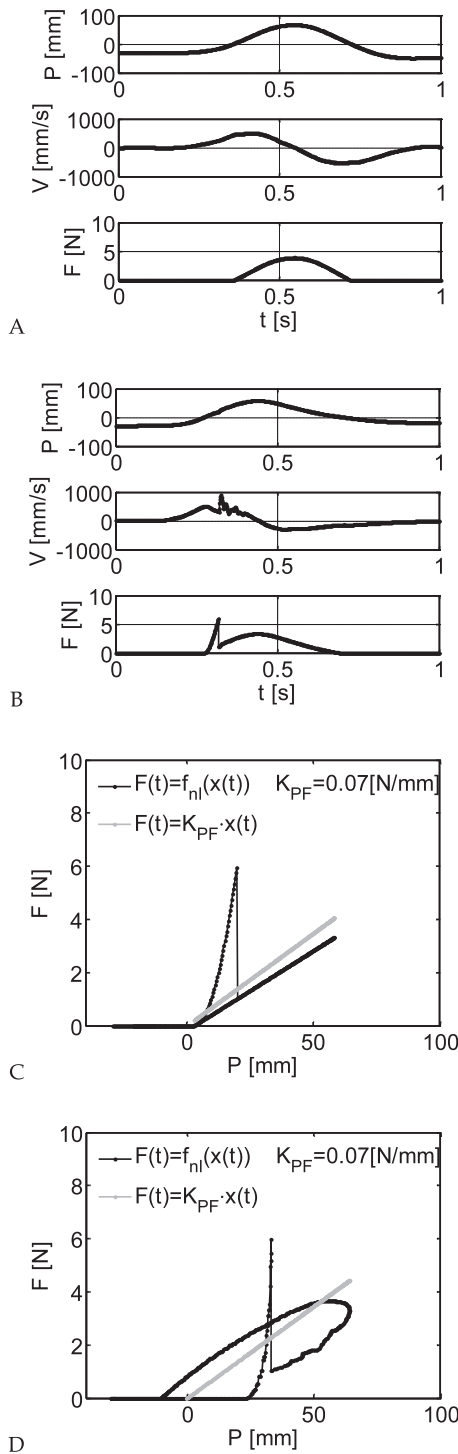 100
0
-100
P [mm]
0 0.5 1
1000
0
-1000
V [mm/s]
0 0.5 1
10
5
0
F [N]
0 0.5 1
t [s]
A
100
0
-100
P [mm]
0 0.5 1
1000
0
-1000
V [mm/s]
0 0.5 1
10
5
0
F [N]
0 0.5 1
t [s]
B
10
F(t)=f_nl(x(t)) K_PF=0.07[N/mm]
8
F(t)=K_PF·x(t)
6
F [N]
4
2
0
0 50 100
P [mm]
C
10
F(t)=f_nl(x(t)) K_PF=0.07[N/mm]
8
F(t)=K_PF·x(t)
6
F [N]
4
2
0
0 50 100
P [mm]
D